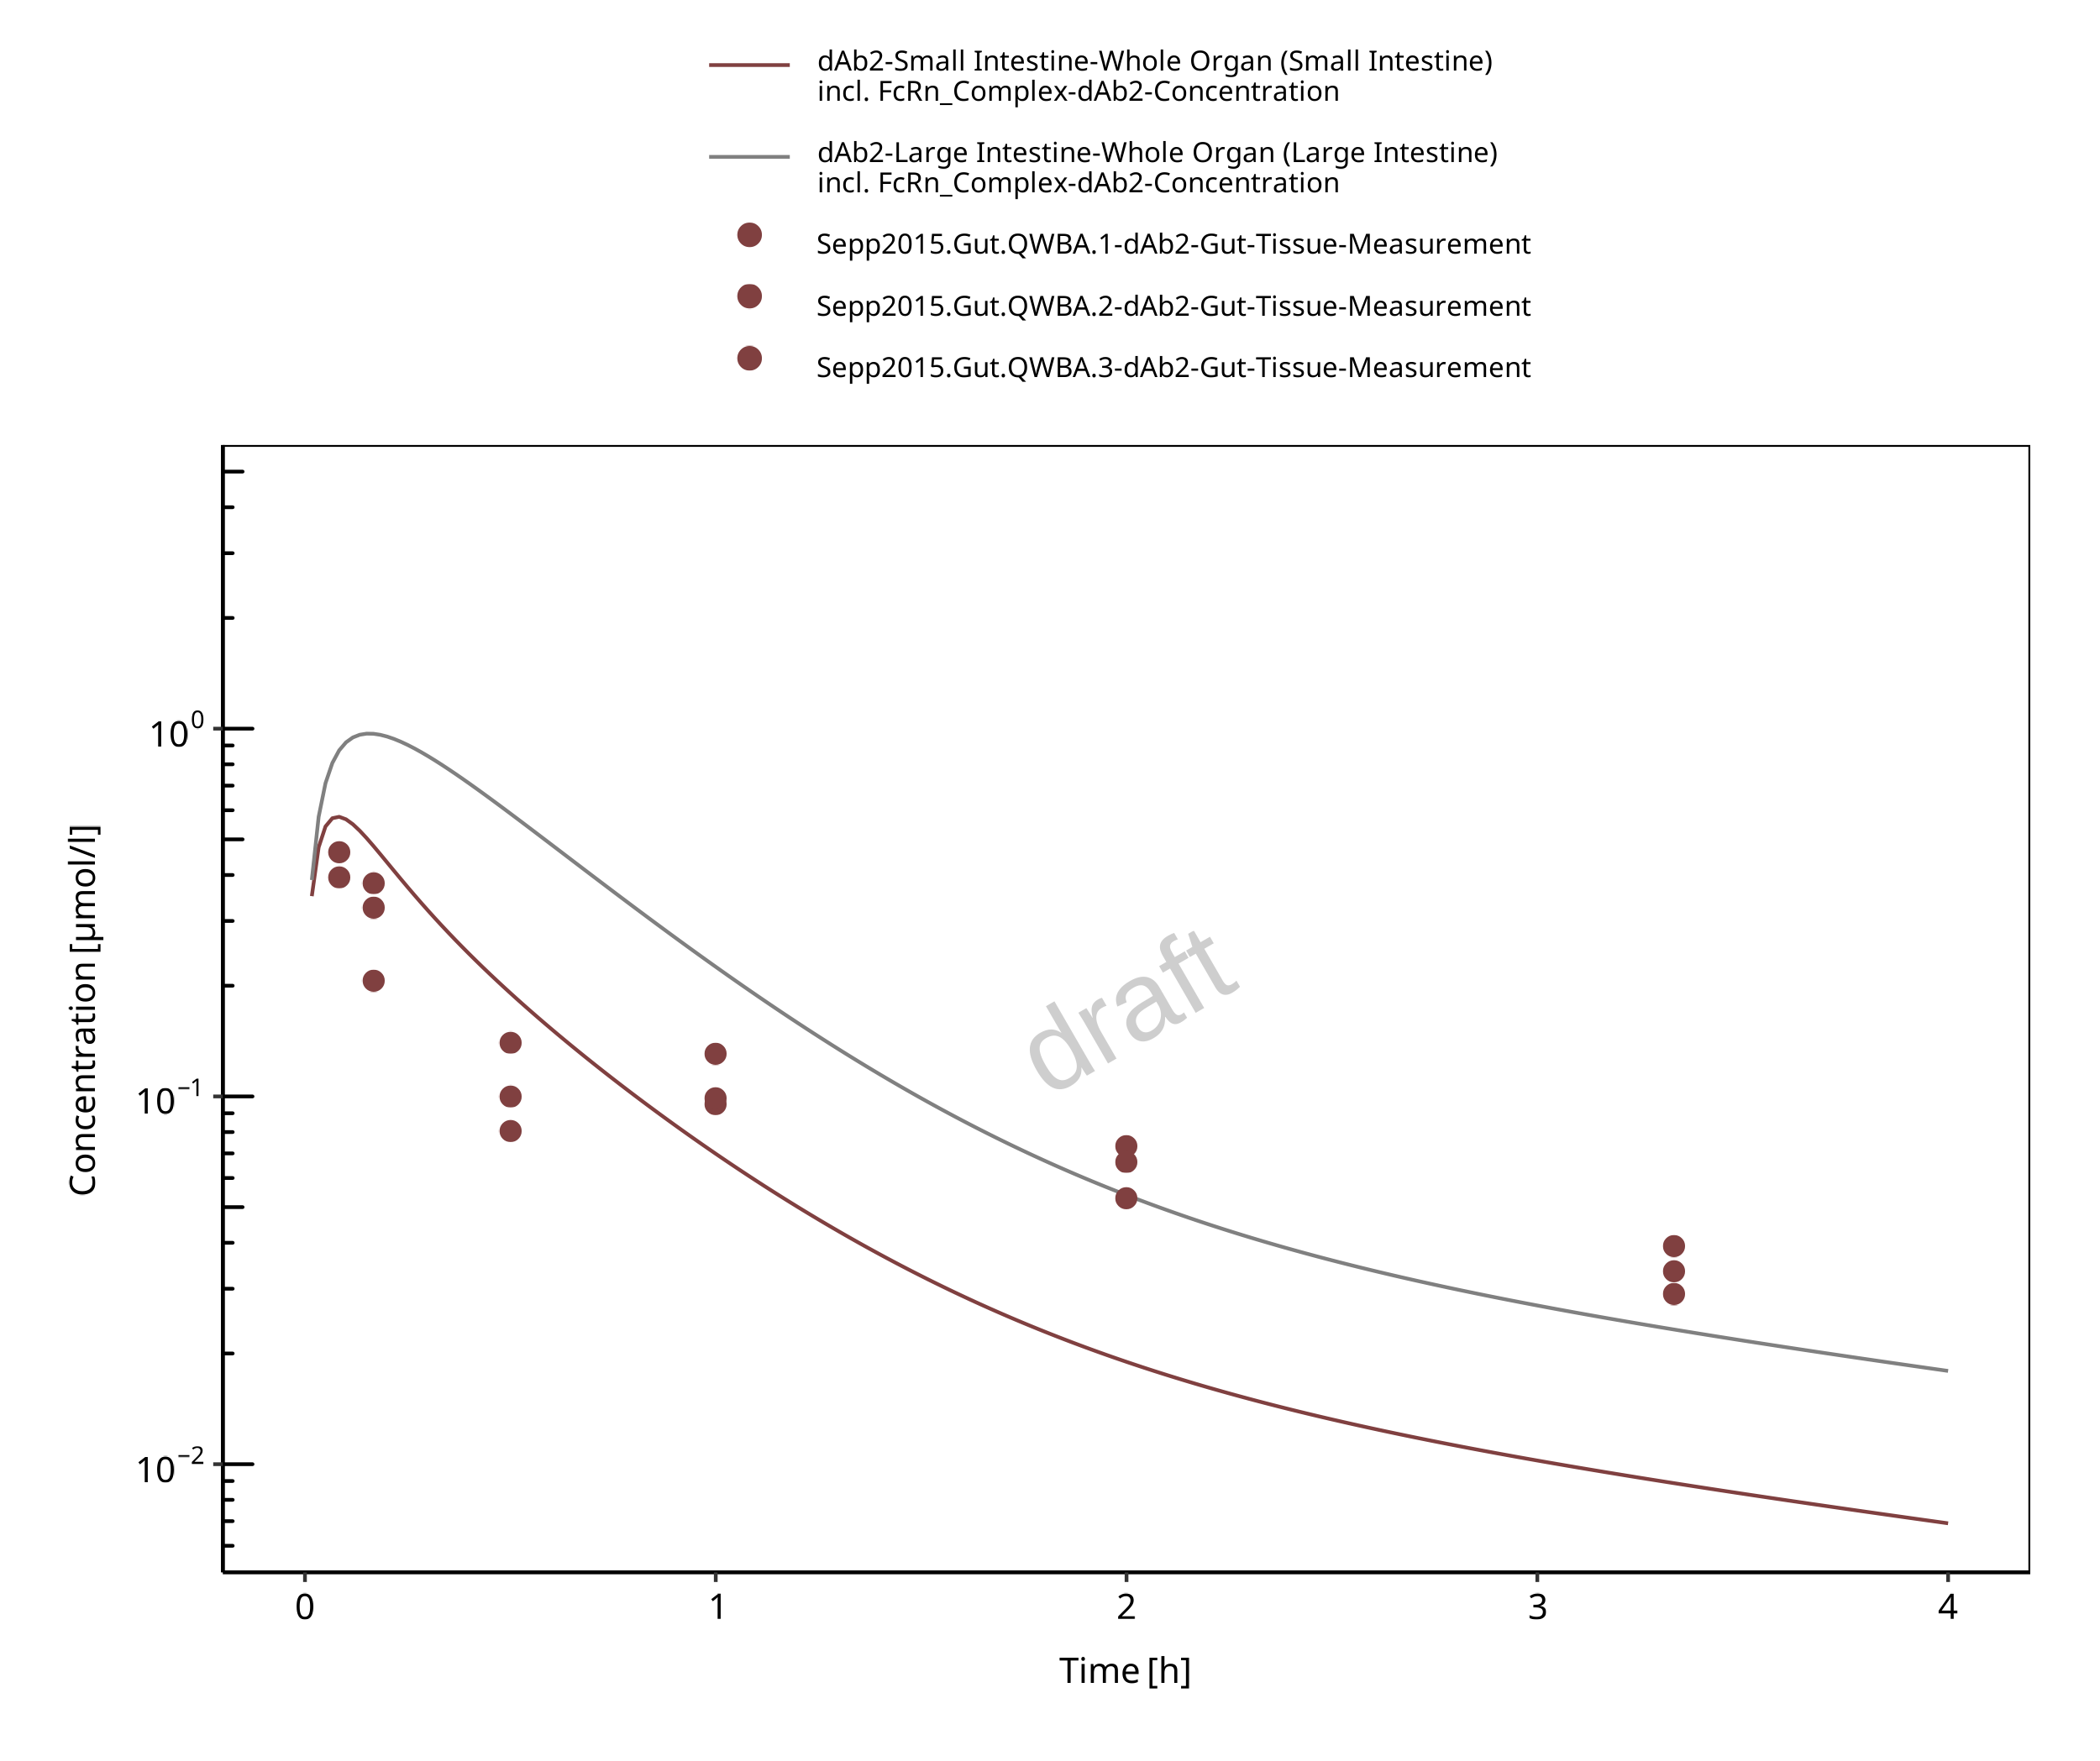 dAb2-Small Intestine-Whole Organ (Small Intestine)
incl. FcRn_Complex-dAb2-Concentration
dAb2-Large Intestine-Whole Organ (Large Intestine)
incl. FcRn_Complex-dAb2-Concentration
Sepp2015.Gut.QWBA.1-dAb2-Gut-Tissue-Measurement
Sepp2015.Gut.QWBA.2-dAb2-Gut-Tissue-Measurement
Sepp2015.Gut.QWBA.3-dAb2-Gut-Tissue-Measurement
10⁰
10⁻¹
10⁻²
Concentration [µmol/l]
draft
0 1 2 3 4
Time [h]